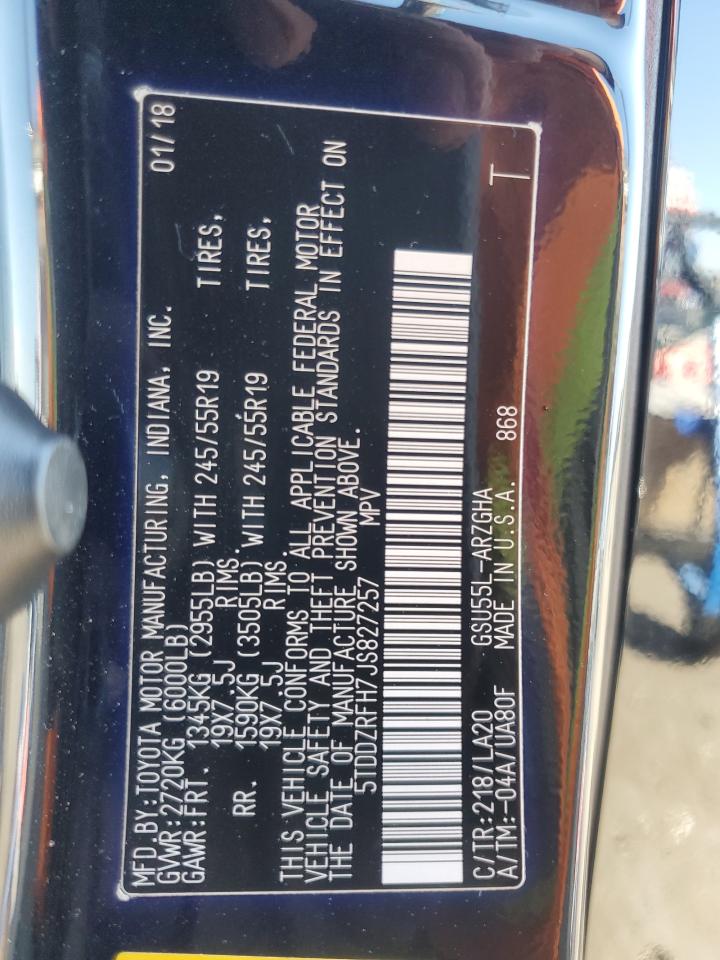 MFD.BY:TOYOTA MOTOR MANUFACTURING, INDIANA, INC. 01/18
GVWR:2720KG (6000LB)
GAWR:FRT. 1345KG (2955LB) WITH 245/55R19 TIRES,
19X7.5J RIMS.
RR. 1590KG (3505LB) WITH 245/55R19 TIRES,
19X7.5J RIMS.
THIS VEHICLE CONFORMS TO ALL APPLICABLE FEDERAL MOTOR
VEHICLE SAFETY AND THEFT PREVENTION STANDARDS IN EFFECT ON
THE DATE OF MANUFACTURE SHOWN ABOVE.
5TDDZRFH7JS827257 MPV
C/TR:218/LA20 GSU55L-ARZGHA T
A/TM:-04A/UA80F MADE IN U.S.A. 868